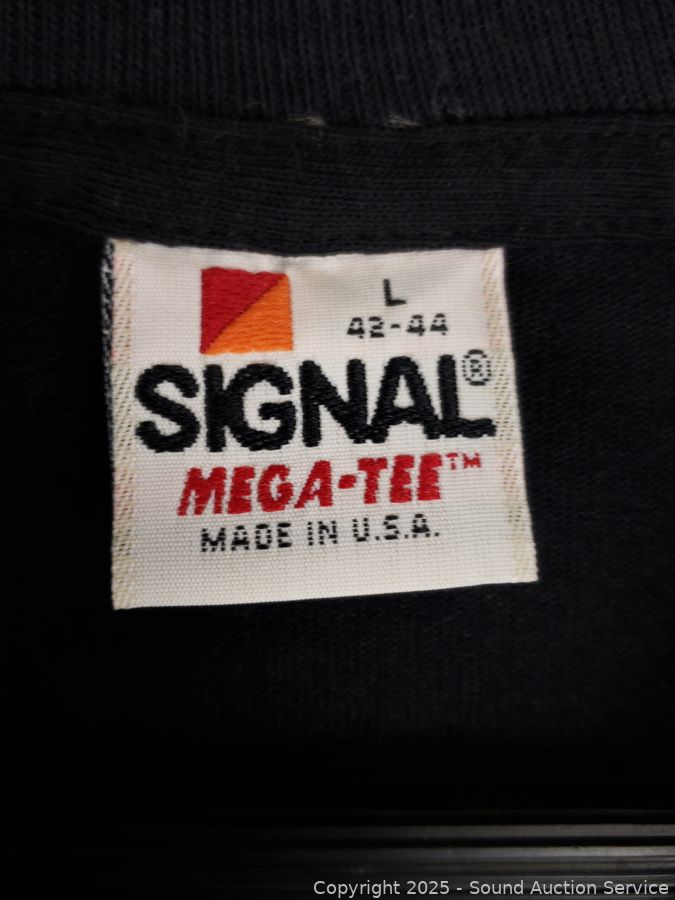 L
42-44
SIGNAL®
MEGA-TEE™
MADE IN U.S.A.
Copyright 2025 - Sound Auction Service